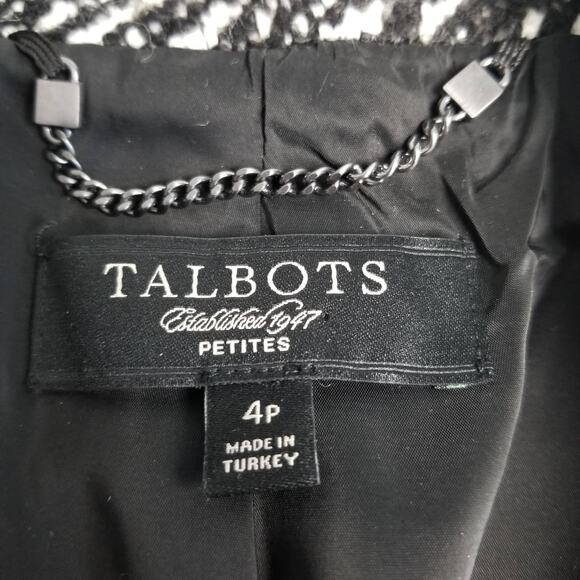 TALBOTS
Established 1947
PETITES
4P
MADE IN
TURKEY